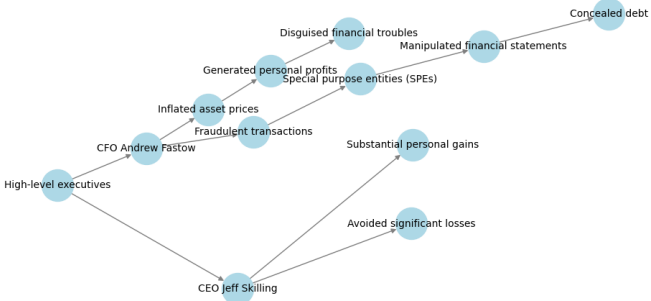 Concealed debt
Disguised financial troubles
Manipulated financial statements
Generated personal profits
Special purpose entities (SPEs)
Inflated asset prices
Fraudulent transactions
CFO Andrew Fastow
Substantial personal gains
High-level executives
Avoided significant losses
CEO Jeff Skilling